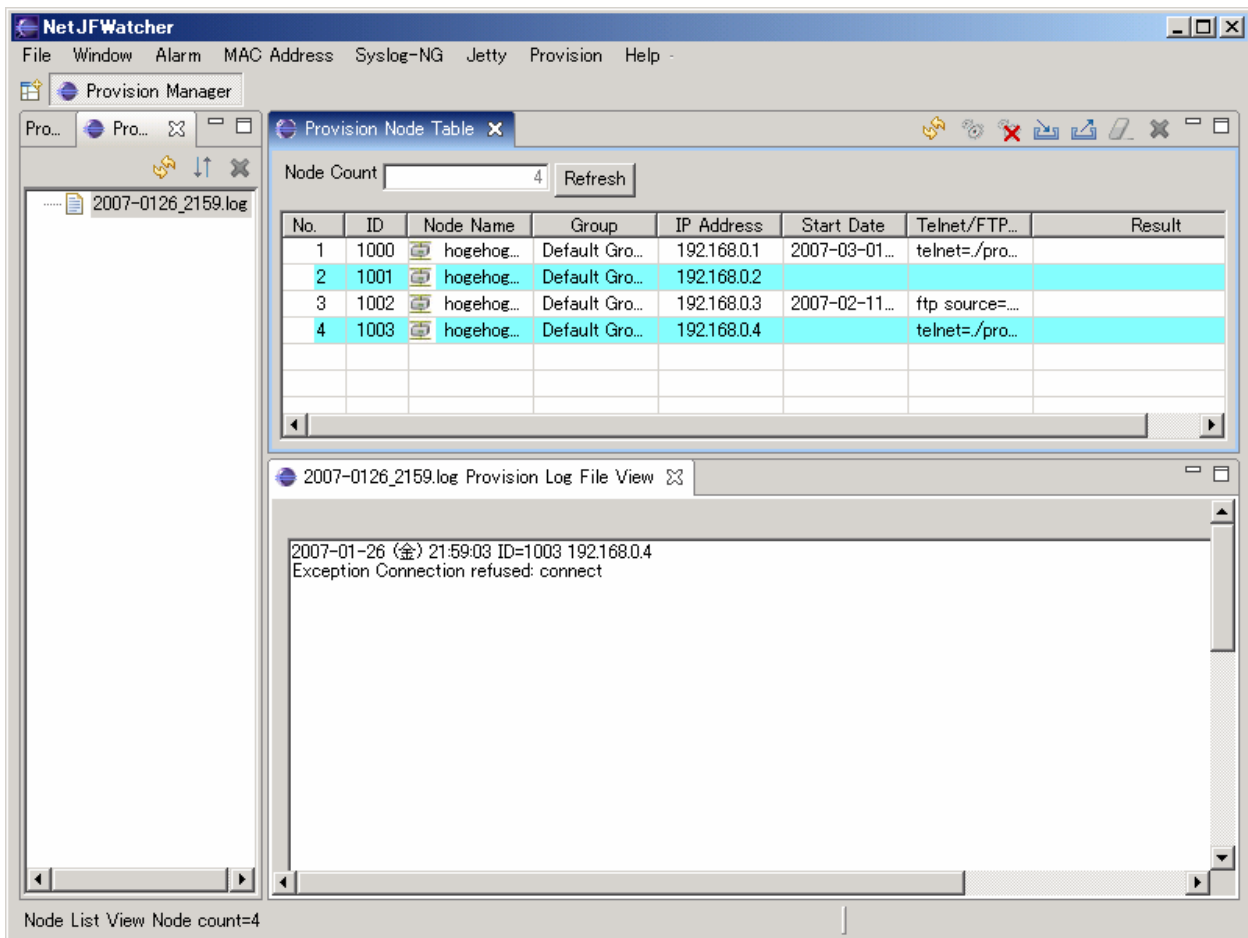 NetJFWatcher
File Window Alarm MAC Address Syslog-NG Jetty Provision Help
Provision Manager
Pro... Pro...
2007-0126_2159.log
Provision Node Table
Node Count 4 Refresh
No. ID Node Name Group IP Address Start Date Telnet/FTP... Result
1 1000 hogehog... Default Gro... 192.168.0.1 2007-03-01... telnet=./pro...
2 1001 hogehog... Default Gro... 192.168.0.2
3 1002 hogehog... Default Gro... 192.168.0.3 2007-02-11... ftp source=...
4 1003 hogehog... Default Gro... 192.168.0.4 telnet=./pro...
2007-0126_2159.log Provision Log File View
2007-01-26 (金) 21:59:03 ID=1003 192.168.0.4
Exception Connection refused: connect
Node List View Node count=4